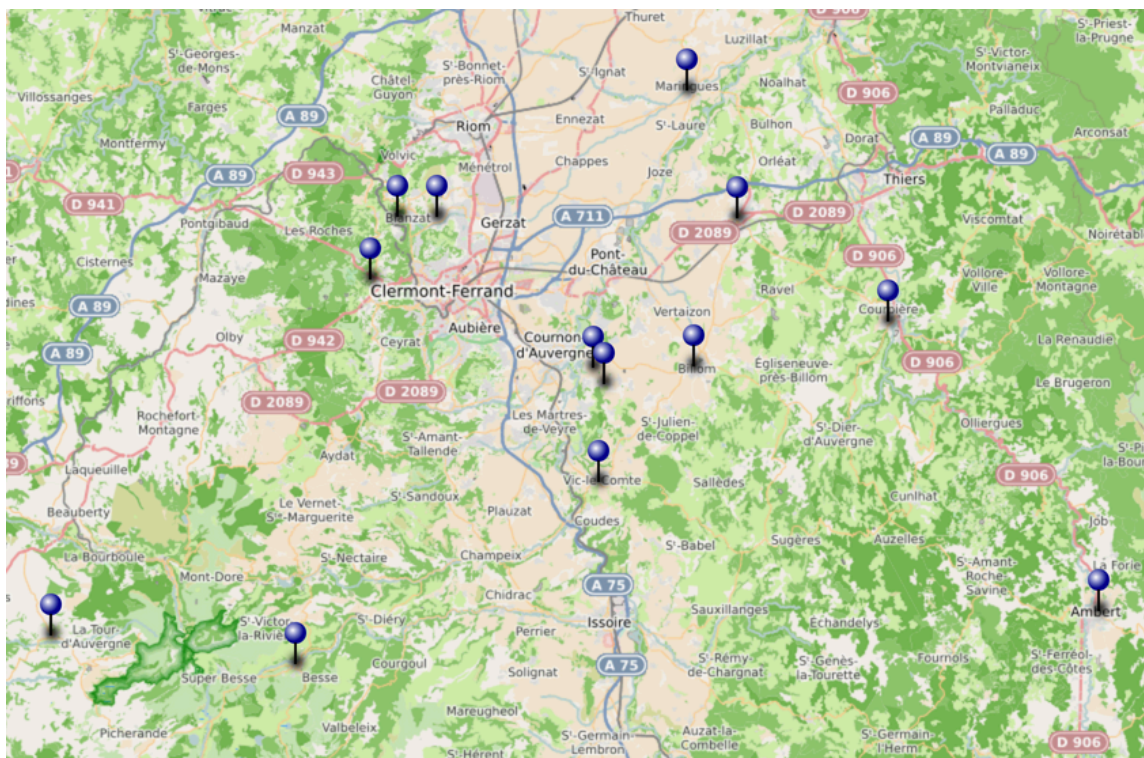 D 906
Manzat
Thuret
Luzillat
Sᵗ-Priest-
la-Prugne
Sᵗ-Georges-
de-Mons
Sᵗ-Bonnet-
près-Riom
Sᵗ-Ignat
Sᵗ-Victor-
Montvianeix
Châtel-
Guyon
Noalhat
Villossanges
Farges
Maringues
D 906
Palladuc
A 89
Ennezat
Sᵗ-Laure
Bulhon
Riom
Montfermy
Dorat
A 89
Arconsat
Volvic
Ménétrol
Chappes
Orléat
A 89
A 89
D 943
Joze
Thiers
D 941
Blanzat
Gerzat
A 711
D 2089
Pontgibaud
Les Roches
D 2089
Viscomtat
Noirétable
Cisternes
Pont-
du-Château
D 906
Mazaye
Ravel
Vollore-
Ville
Vollore-
Montagne
Clermont-Ferrand
A 89
Courpière
Vertaizon
Aubière
Olby
D 942
Ceyrat
Cournon-
d'Auvergne
La Renaudie
A 89
Billom
Égliseneuve-
près-Billom
D 906
Le Brugeron
D 2089
D 2089
Rochefort-
Montagne
Les Martres-
de-Veyre
Sᵗ-Julien-
de-Coppel
Sᵗ-Dier-
d'Auvergne
Olliergues
Sᵗ-Amant-
Tallende
Aydat
Laqueuille
D 906
Vic-le-Comte
Sallèdes
Sᵗ-Sandoux
Cunlhat
Le Vernet-
Sᵗᵉ-Marguerite
Beauberty
Plauzat
Coudes
Job
Auzelles
Sugères
Sᵗ-Babel
La Bourboule
Sᵗ-Nectaire
Champeix
Sᵗ-Amant-
Roche-
Savine
La Forie
Mont-Dore
A 75
Chidrac
Sauxillanges
Ambert
Issoire
Echandelys
La Tour-
d'Auvergne
Sᵗ-Victor-
la-Rivière
Sᵗ-Diéry
Perrier
Courgoul
A 75
Solignat
Sᵗ-Rémy-
de-Chargnat
Sᵗ-Genès-
la-Tourette
Fournols
Sᵗ-Ferréol-
des-Côtes
Super Besse
Besse
Mareugheol
Valbeleix
Picherande
Sᵗ-Germain-
Lembron
Auzat-la-
Combelle
Sᵗ-Germain-
l'Herm
D 906
Sᵗ-Hérent